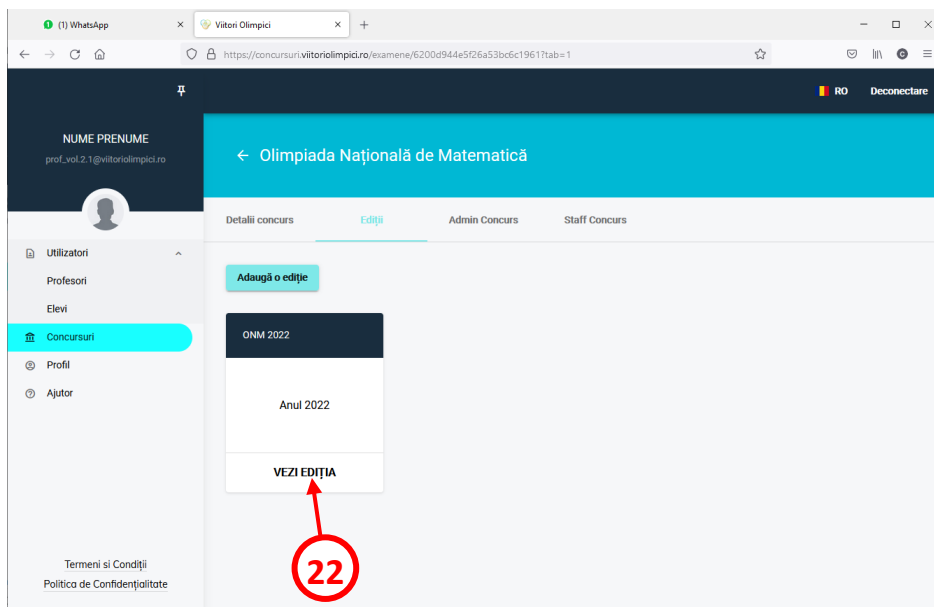 (1) WhatsApp
Viitori Olimpici
https://concursuri.viitoriolimpici.ro/examene/6200d944e5f26a53bc6c1961?tab=1
RO Deconectare
NUME PRENUME
prof_vol.2.1@viitoriolimpici.ro
Olimpiada Națională de Matematică
Detalii concurs Ediții Admin Concurs Staff Concurs
Utilizatori
Profesori
Elevi
Concursuri
Profil
Ajutor
Adaugă o ediție
ONM 2022
Anul 2022
VEZI EDIȚIA
22
Termeni si Condiții
Politica de Confidențialitate